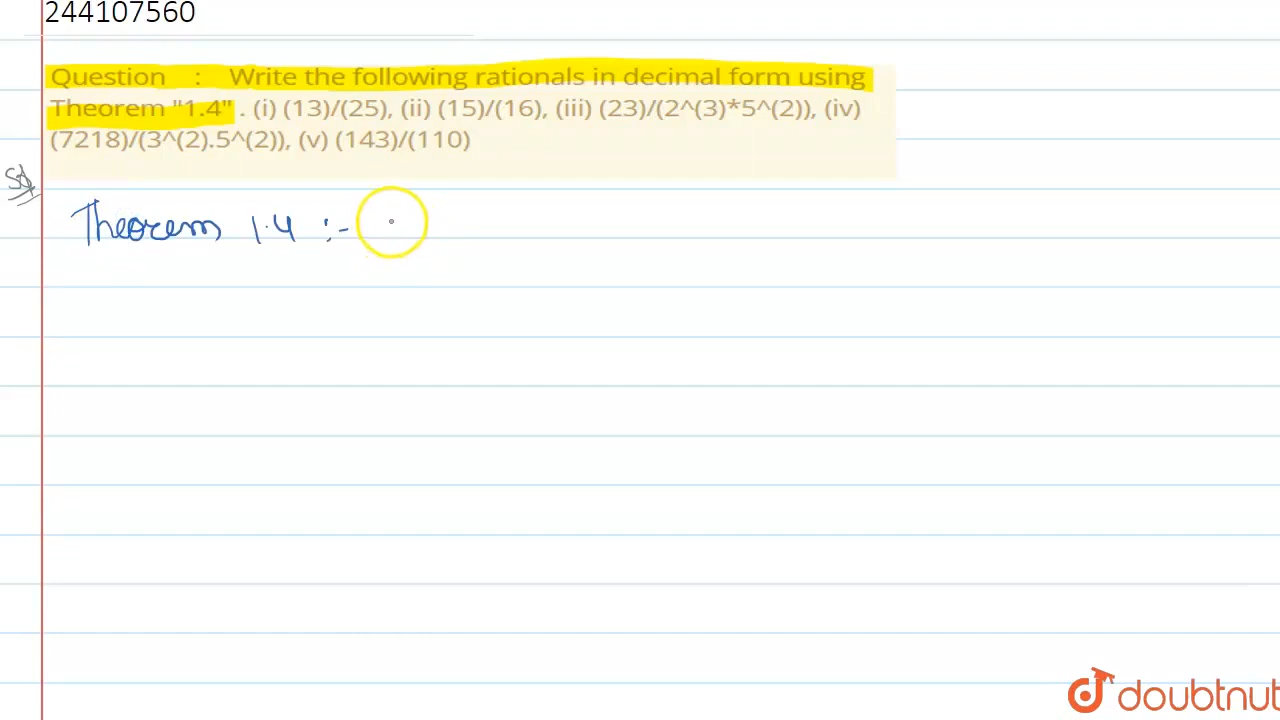 244107560
Question : Write the following rationals in decimal form using
Theorem "1.4" . (i) (13)/(25), (ii) (15)/(16), (iii) (23)/(2^(3)*5^(2)), (iv)
(7218)/(3^(2).5^(2)), (v) (143)/(110)
Sol
Theorem 1.4 :-
doubtnut